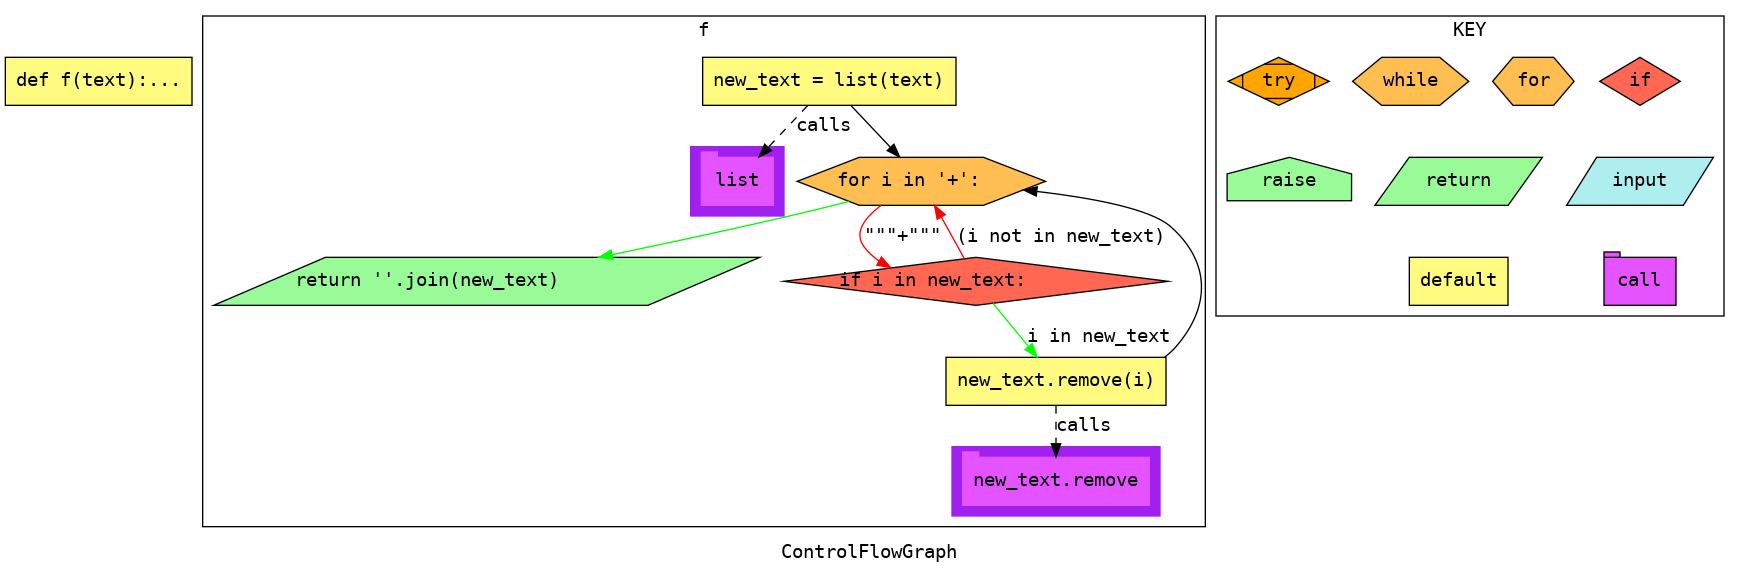 f
KEY
def f(text):...
new_text = list(text)
try
while
for
if
calls
list
for i in '+':
raise
return
input
"""+"""
(i not in new_text)
return ''.join(new_text)
if i in new_text:
default
call
i in new_text
new_text.remove(i)
calls
new_text.remove
ControlFlowGraph